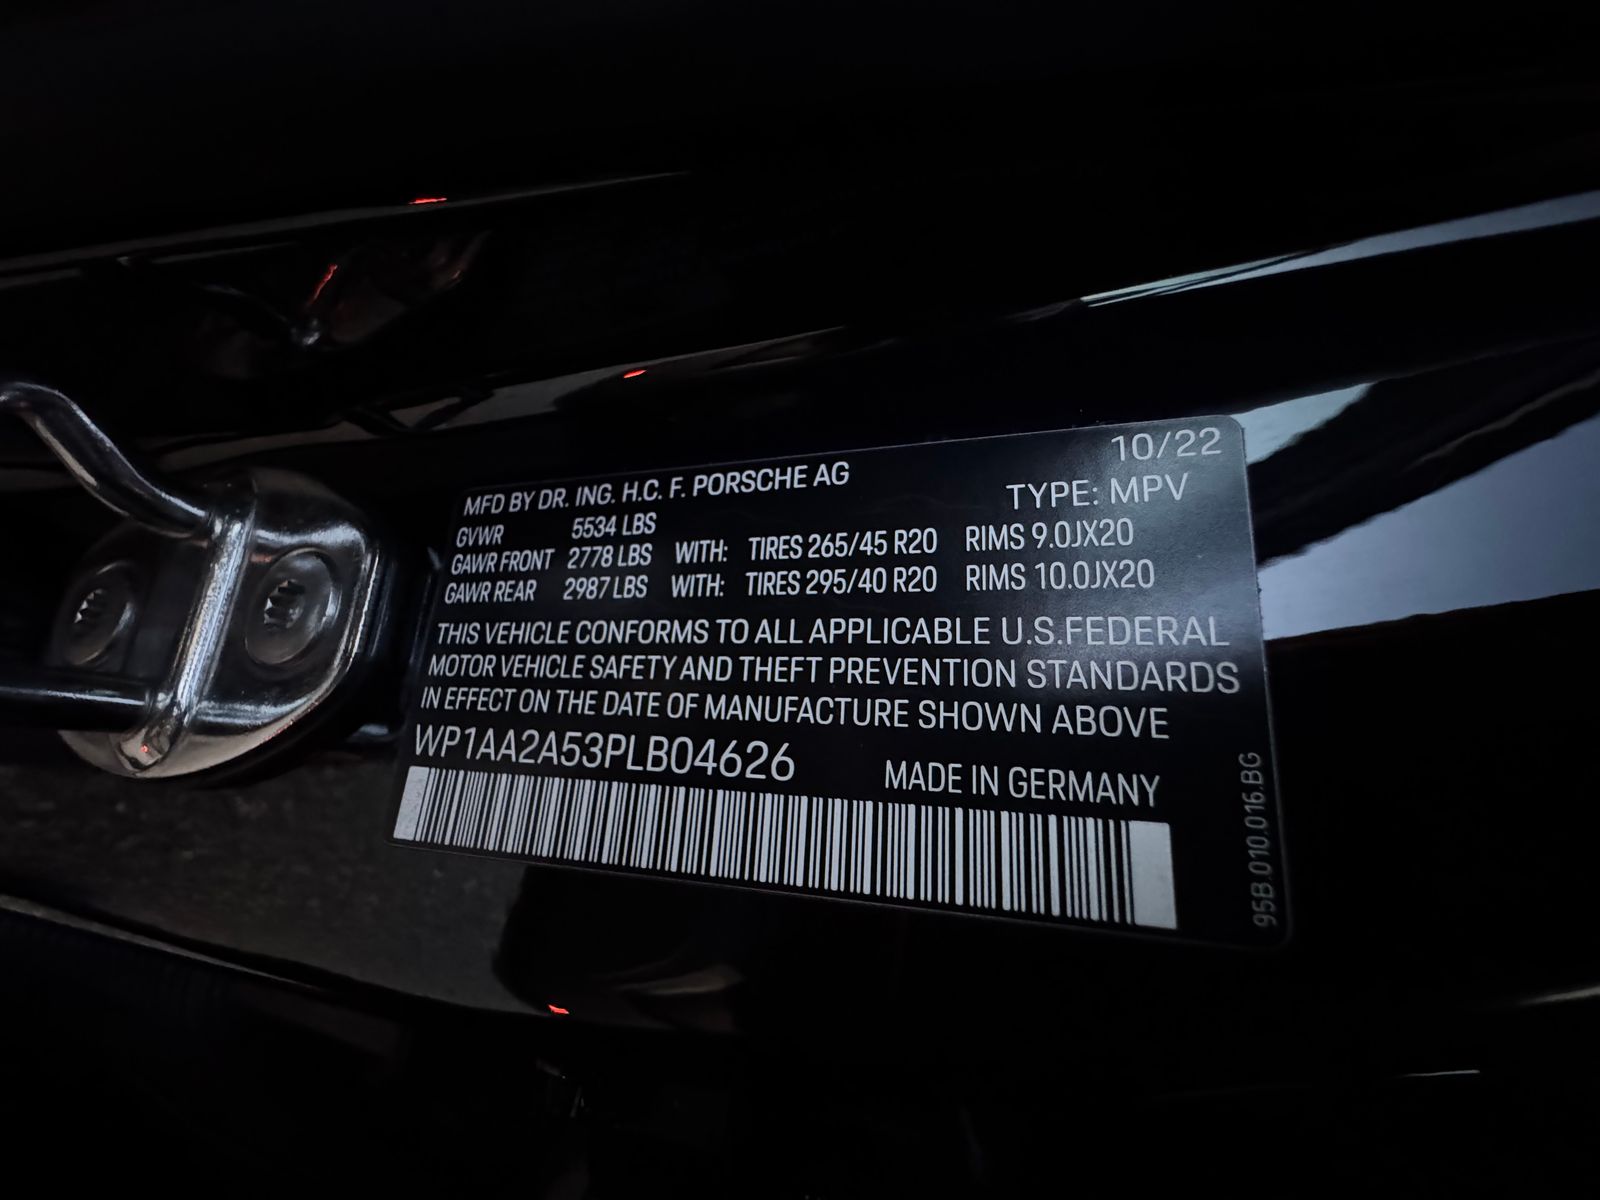 10/22
MFD BY DR. ING. H.C. F. PORSCHE AG
TYPE: MPV
GVWR 5534 LBS
GAWR FRONT 2778 LBS WITH: TIRES 265/45 R20 RIMS 9.0JX20
GAWR REAR 2987 LBS WITH: TIRES 295/40 R20 RIMS 10.0JX20
THIS VEHICLE CONFORMS TO ALL APPLICABLE U.S.FEDERAL
MOTOR VEHICLE SAFETY AND THEFT PREVENTION STANDARDS
IN EFFECT ON THE DATE OF MANUFACTURE SHOWN ABOVE
WP1AA2A53PLB04626
MADE IN GERMANY
95B.010.016.BG